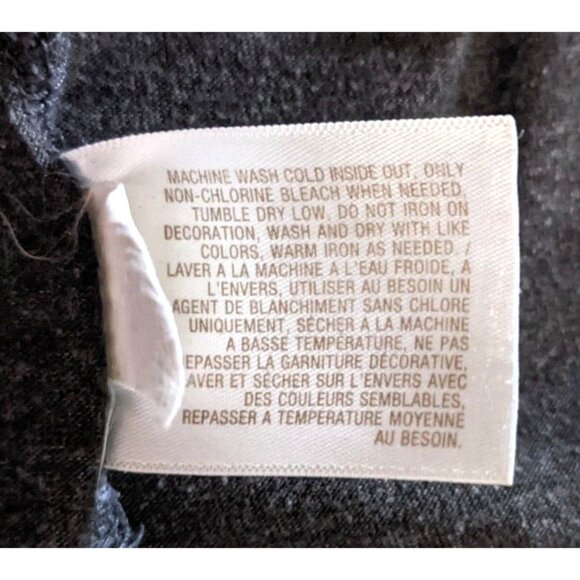 MACHINE WASH COLD INSIDE OUT, ONLY
NON-CHLORINE BLEACH WHEN NEEDED,
TUMBLE DRY LOW, DO NOT IRON ON
DECORATION, WASH AND DRY WITH LIKE
COLORS, WARM IRON AS NEEDED. /
LAVER A LA MACHINE A L'EAU FROIDE, A
L'ENVERS, UTILISER AU BESOIN UN
AGENT DE BLANCHIMENT SANS CHLORE
UNIQUEMENT, SÉCHER A LA MACHINE
A BASSE TEMPÉRATURE, NE PAS
EPASSER LA GARNITURE DÉCORATIVE,
AVER ET SÉCHER SUR L'ENVERS AVEC
DES COULEURS SEMBLABLES,
REPASSER A TEMPÉRATURE MOYENNE
AU BESOIN.